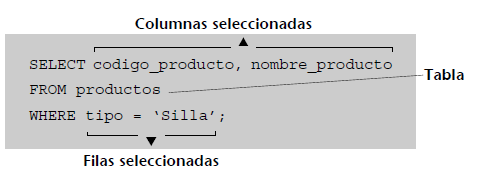 Columnas seleccionadas
SELECT codigo_producto, nombre_producto
FROM productos
Tabla
WHERE tipo = ‘Silla’;
Filas seleccionadas